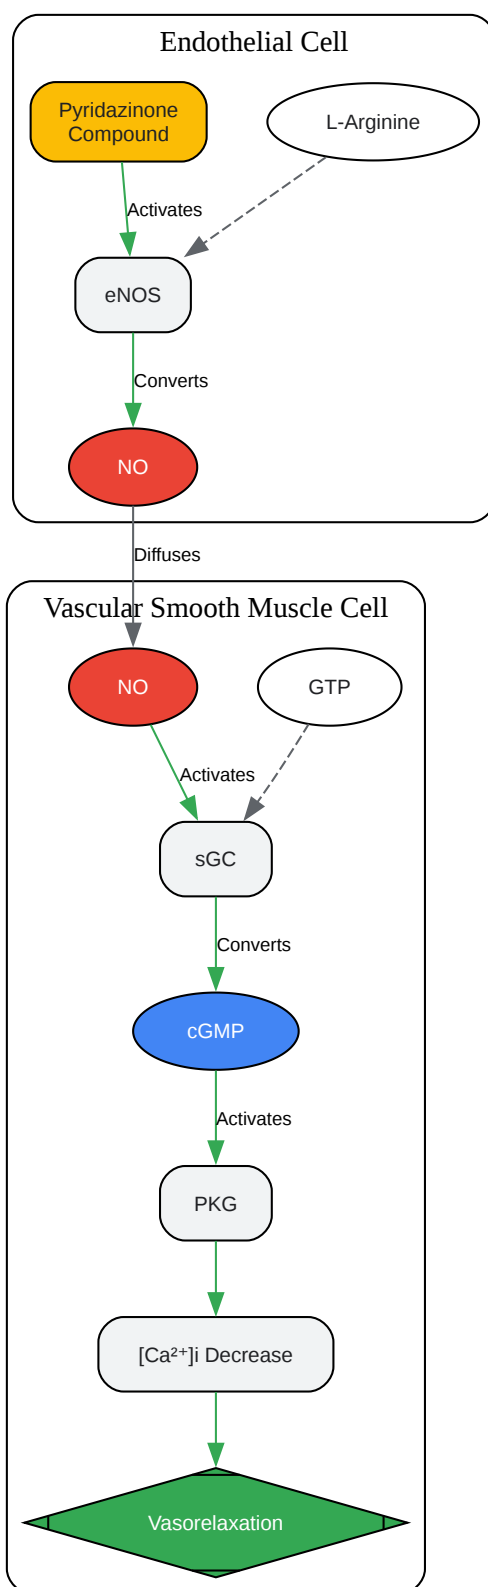 Endothelial Cell
Pyridazinone
Compound
L-Arginine
Activates
eNOS
Converts
NO
Diffuses
Vascular Smooth Muscle Cell
NO
GTP
Activates
sGC
Converts
cGMP
Activates
PKG
[Ca²⁺]i Decrease
Vasorelaxation